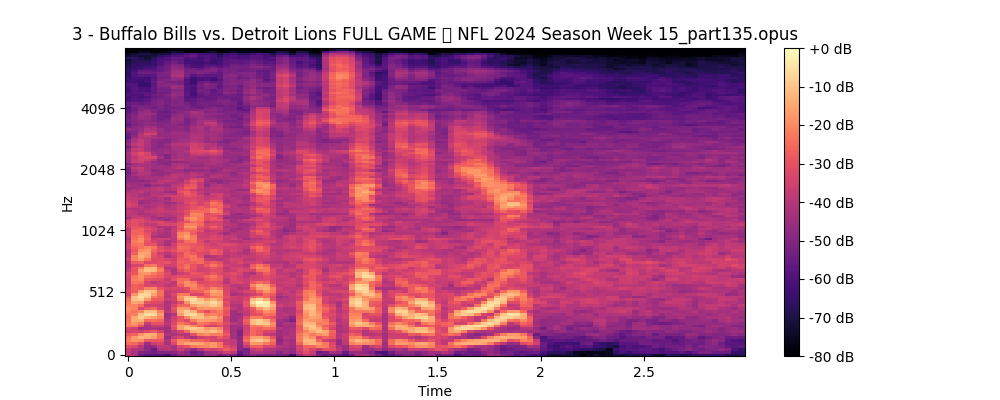 3 - Buffalo Bills vs. Detroit Lions FULL GAME ▯ NFL 2024 Season Week 15_part135.opus
+0 dB
-10 dB
-20 dB
-30 dB
-40 dB
-50 dB
-60 dB
-70 dB
-80 dB
4096
2048
1024
512
0
Hz
0
0.5
1
1.5
2
2.5
Time